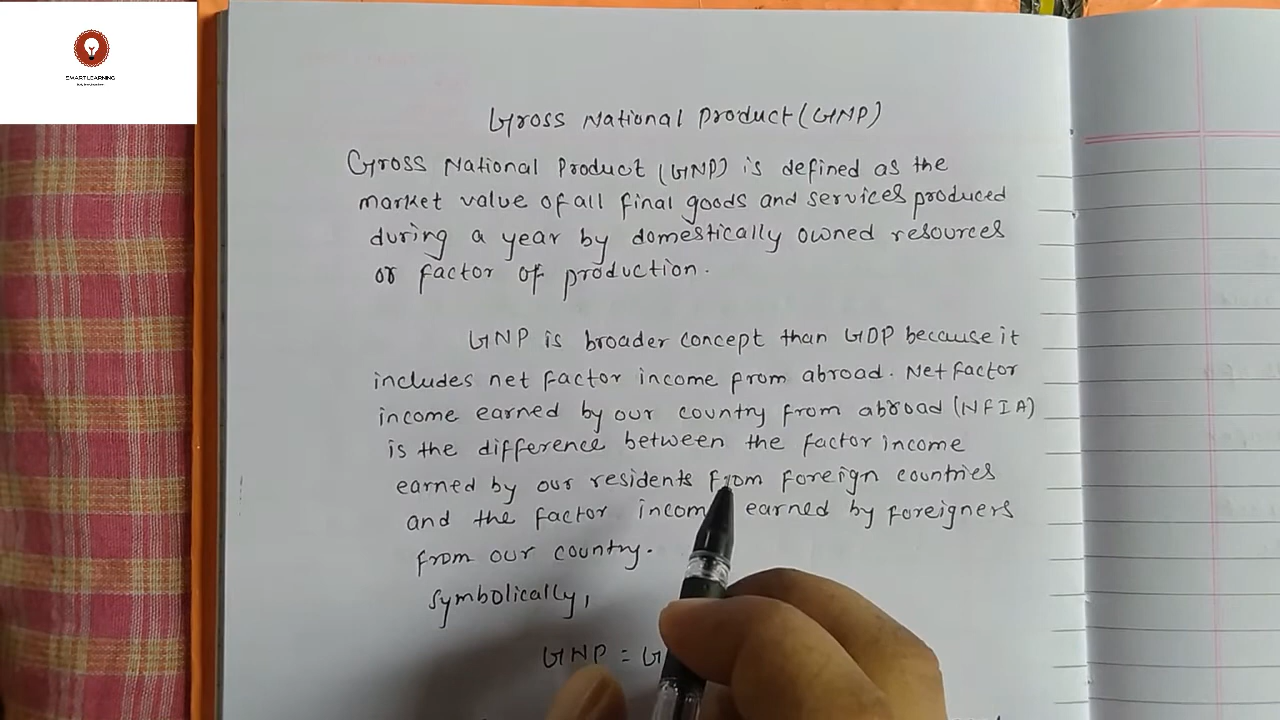 SMART LEARNING
Gross National Product (GNP)
Gross National Product (GNP) is defined as the
market value of all final goods and services produced
during a year by domestically owned resources
or factor of production.
GNP is broader concept than GDP because it
includes net factor income from abroad. Net factor
income earned by our country from abroad (NFIA)
is the difference between the factor income
earned by our residents from foreign countries
and the factor incom earned by foreigners
from our country.
Symbolically,
GNP = G